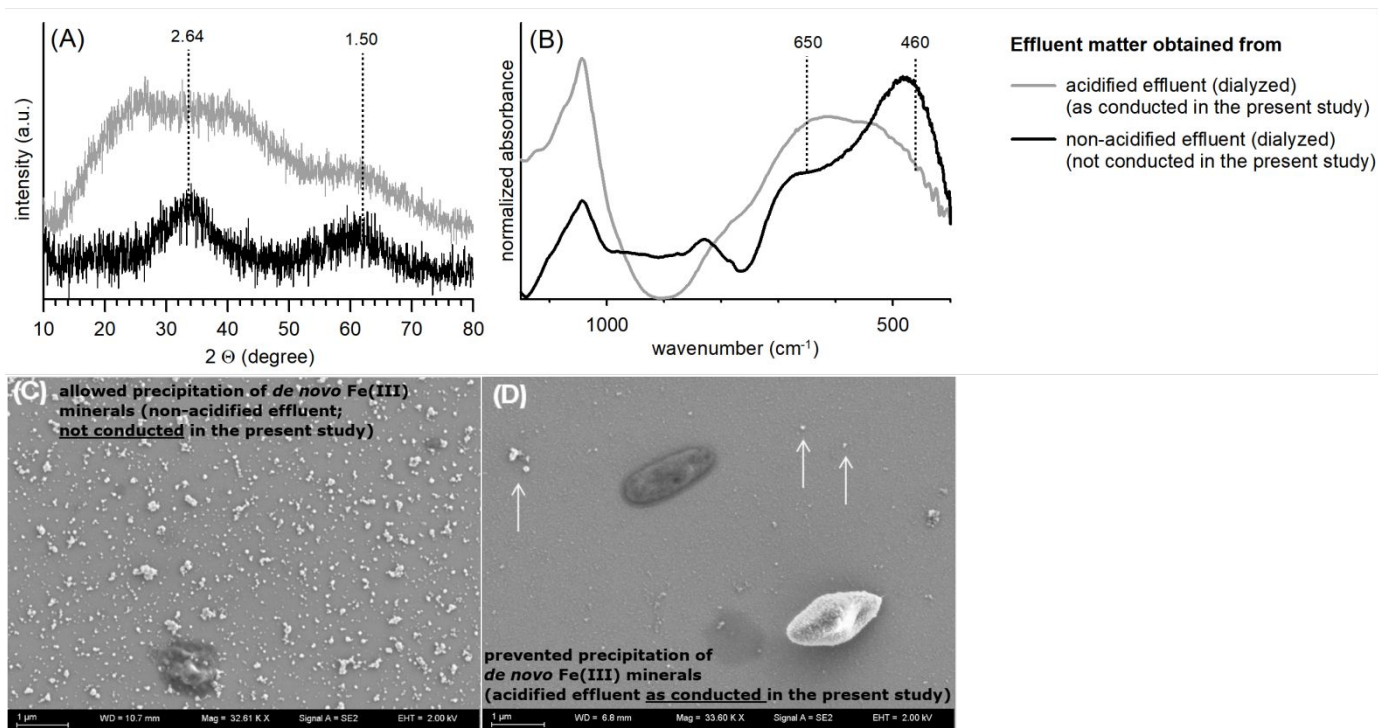 (A)
2.64
1.50
intensity (a.u.)
10 20 30 40 50 60 70 80
2 Θ (degree)
(B)
650
460
normalized absorbance
1000
500
wavenumber (cm⁻¹)
Effluent matter obtained from
acidified effluent (dialyzed)
(as conducted in the present study)
non-acidified effluent (dialyzed)
(not conducted in the present study)
(C) allowed precipitation of de novo Fe(III)
minerals (non-acidified effluent;
not conducted in the present study)
1 µm WD = 10.7 mm Mag = 32.61 K X Signal A = SE2 EHT = 2.00 kV
(D)
prevented precipitation of
de novo Fe(III) minerals
(acidified effluent as conducted in the present study)
1 µm WD = 6.8 mm Mag = 33.60 K X Signal A = SE2 EHT = 2.00 kV